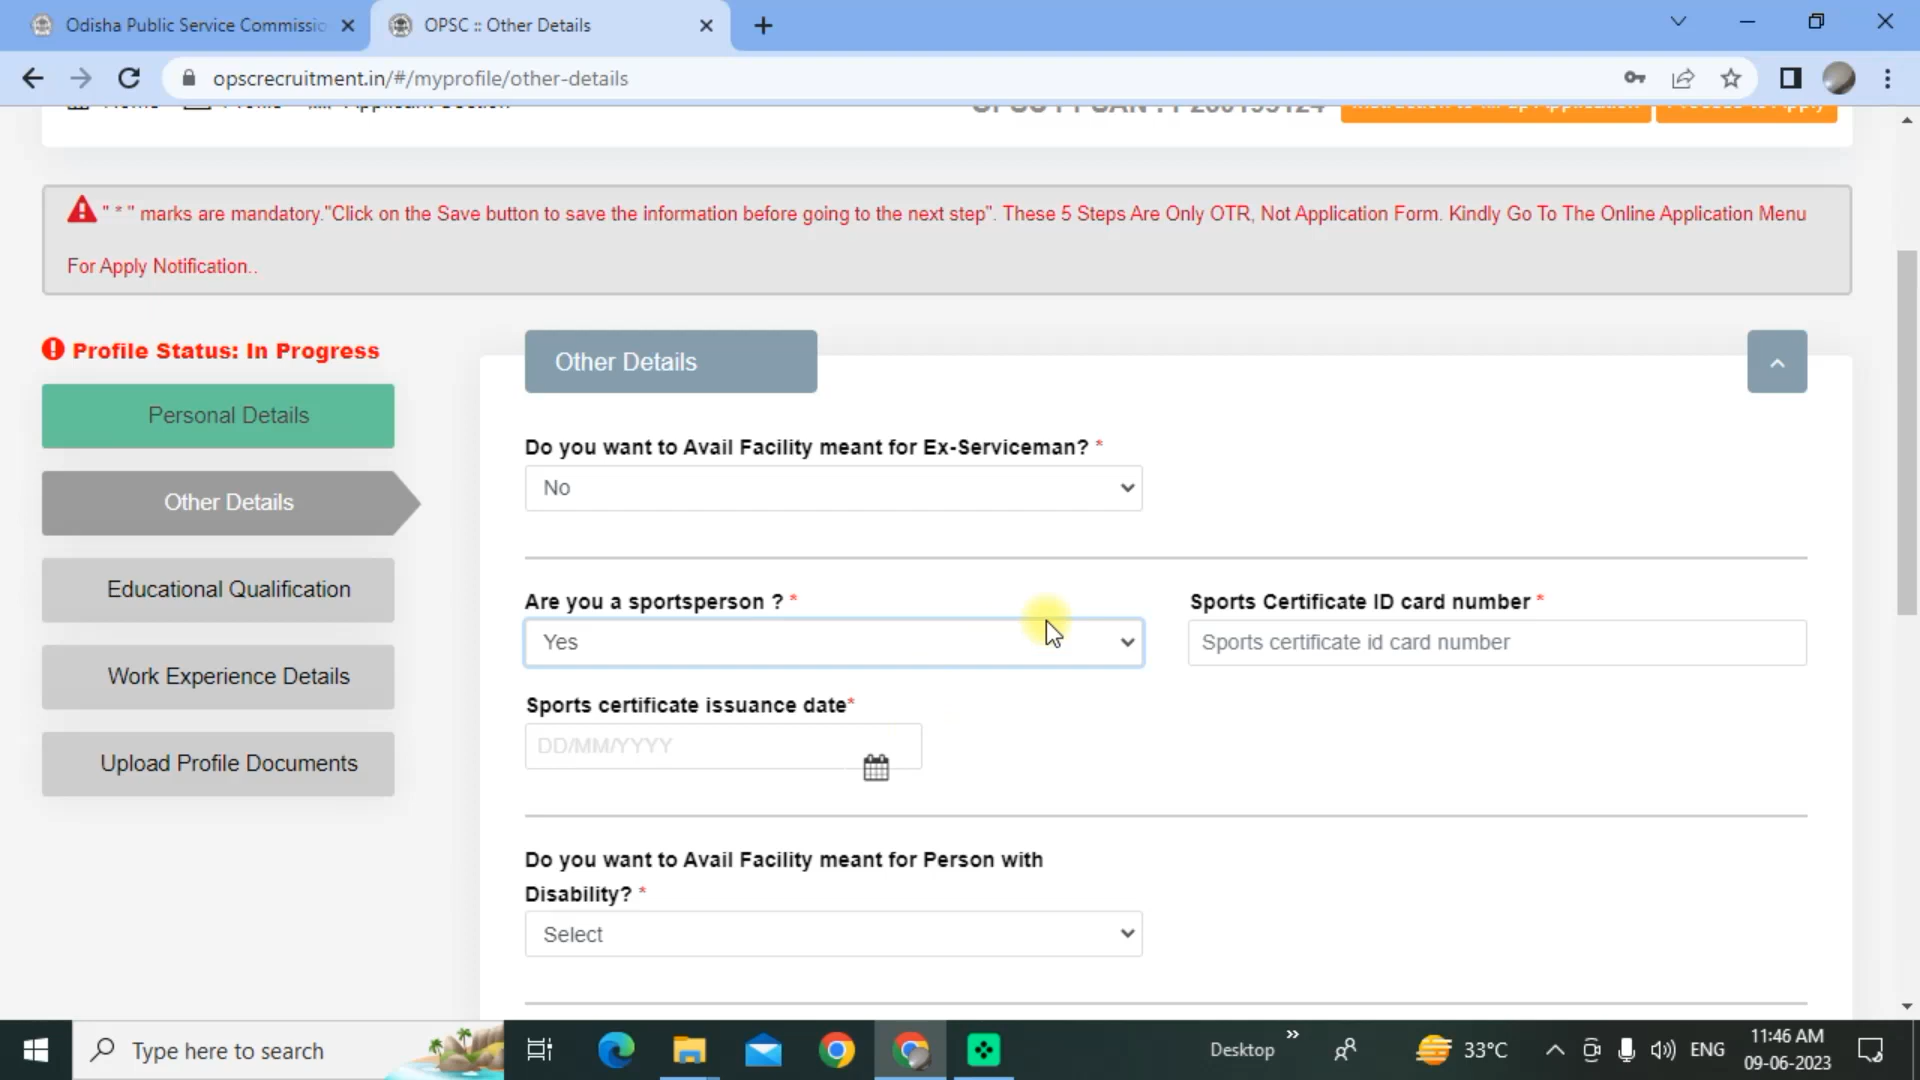 Odisha Public Service Commissio
OPSC :: Other Details
opscrecruitment.in/#/myprofile/other-details
" * " marks are mandatory."Click on the Save button to save the information before going to the next step". These 5 Steps Are Only OTR, Not Application Form. Kindly Go To The Online Application Menu
For Apply Notification..
Profile Status: In Progress
Personal Details
Other Details
Educational Qualification
Work Experience Details
Upload Profile Documents
Other Details
Do you want to Avail Facility meant for Ex-Serviceman? *
No
Are you a sportsperson ? *
Yes
Sports Certificate ID card number *
Sports certificate id card number
Sports certificate issuance date*
DD/MM/YYYY
Do you want to Avail Facility meant for Person with
Disability? *
Select
Type here to search
Desktop
33°C
ENG
11:46 AM
09-06-2023